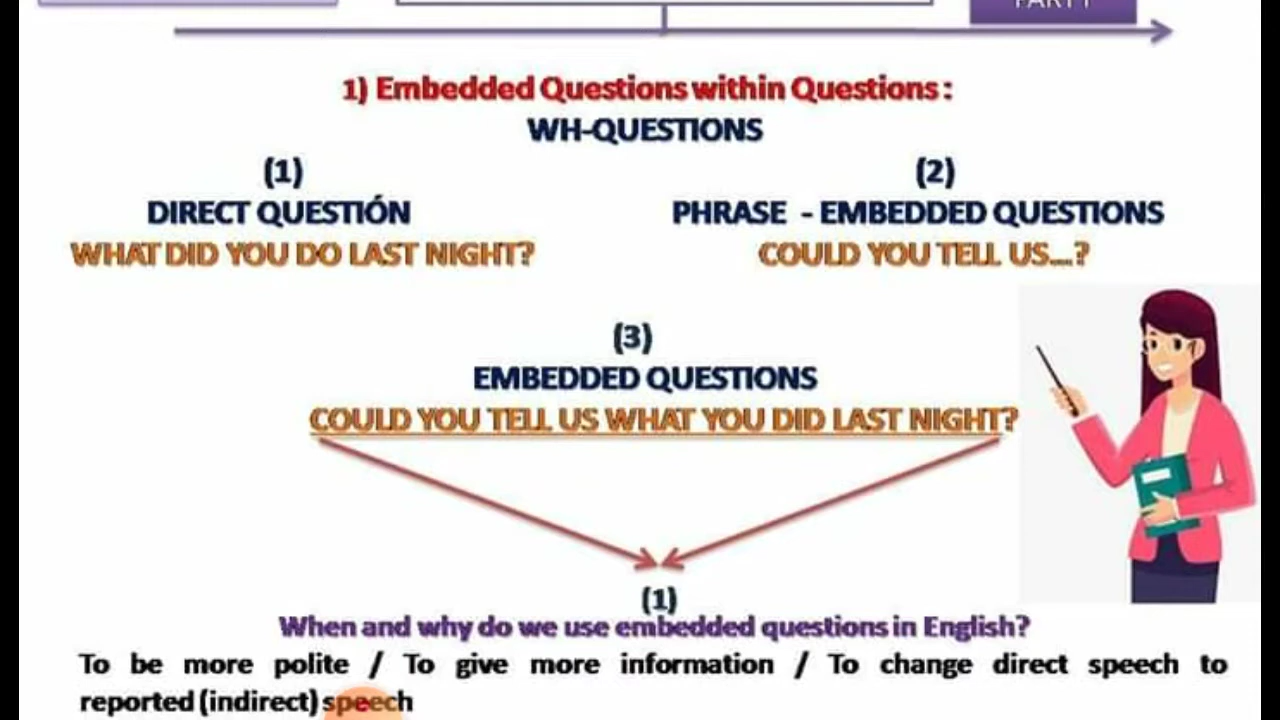 PART I
1) Embedded Questions within Questions :
WH-QUESTIONS
(1)
DIRECT QUESTIÓN
WHAT DID YOU DO LAST NIGHT?
(2)
PHRASE - EMBEDDED QUESTIONS
COULD YOU TELL US....?
(3)
EMBEDDED QUESTIONS
COULD YOU TELL US WHAT YOU DID LAST NIGHT?
(1)
When and why do we use embedded questions in English?
To be more polite / To give more information / To change direct speech to
reported (indirect) speech